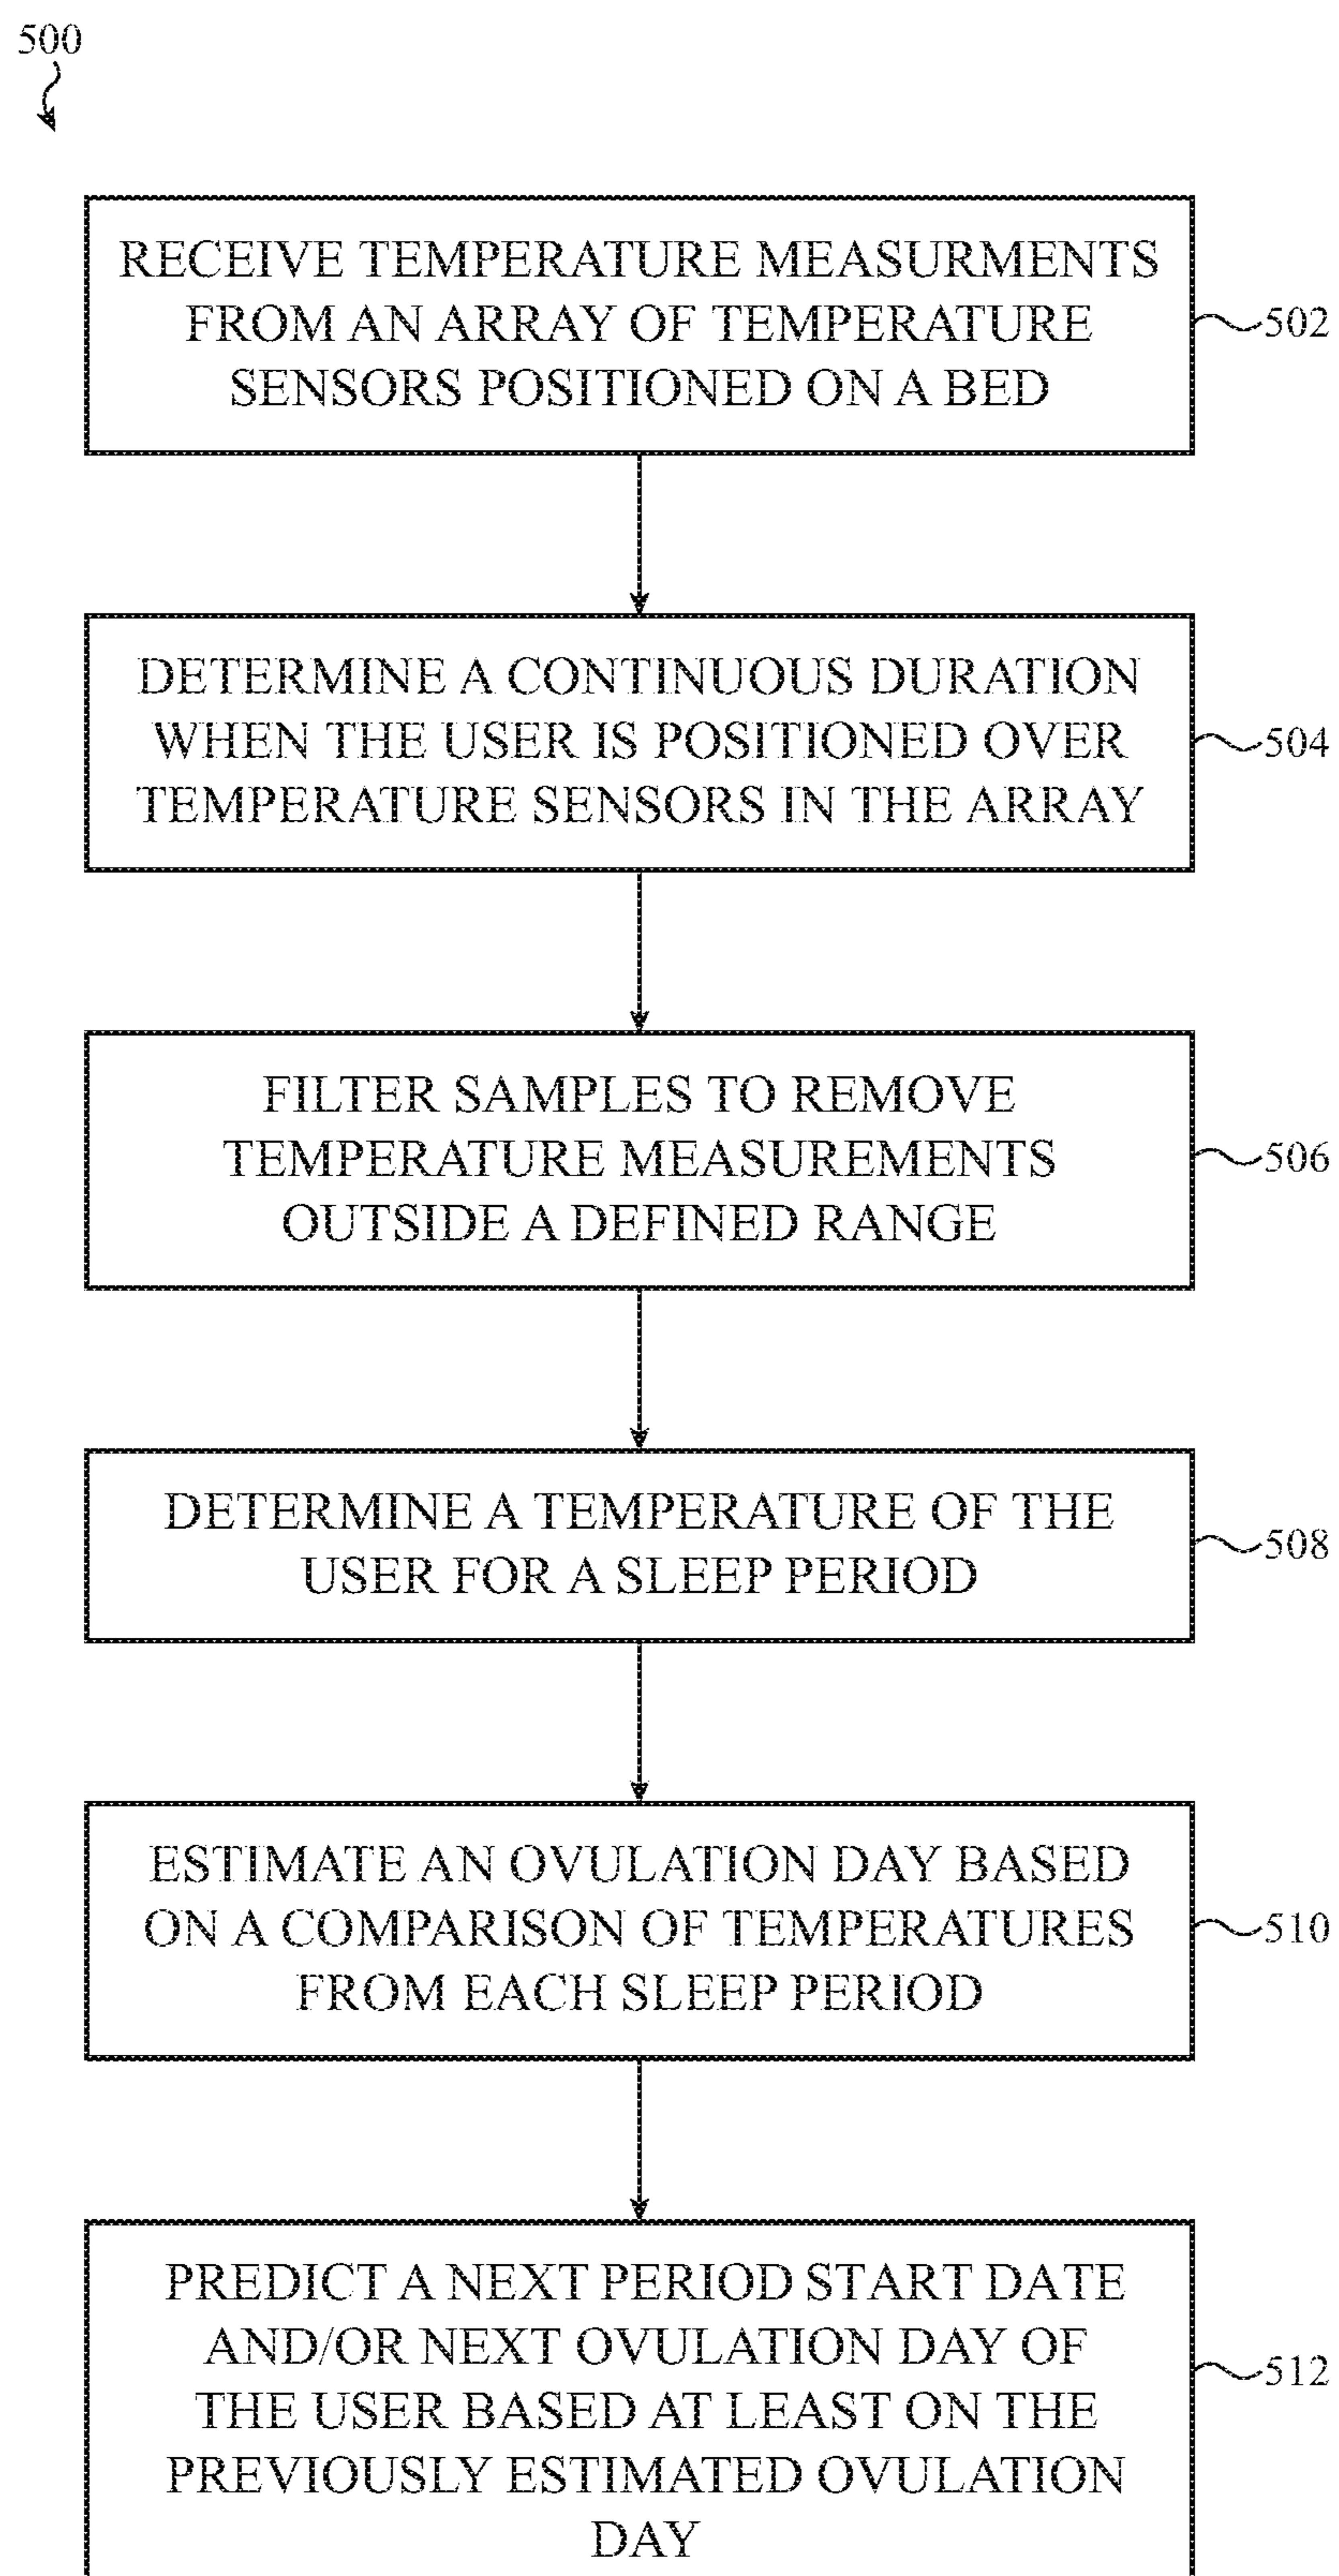 500
RECEIVE TEMPERATURE MEASURMENTS
FROM AN ARRAY OF TEMPERATURE
SENSORS POSITIONED ON A BED
502
DETERMINE A CONTINUOUS DURATION
WHEN THE USER IS POSITIONED OVER
TEMPERATURE SENSORS IN THE ARRAY
504
FILTER SAMPLES TO REMOVE
TEMPERATURE MEASUREMENTS
OUTSIDE A DEFINED RANGE
506
DETERMINE A TEMPERATURE OF THE
USER FOR A SLEEP PERIOD
508
ESTIMATE AN OVULATION DAY BASED
ON A COMPARISON OF TEMPERATURES
FROM EACH SLEEP PERIOD
510
PREDICT A NEXT PERIOD START DATE
AND/OR NEXT OVULATION DAY OF
THE USER BASED AT LEAST ON THE
PREVIOUSLY ESTIMATED OVULATION
DAY
512